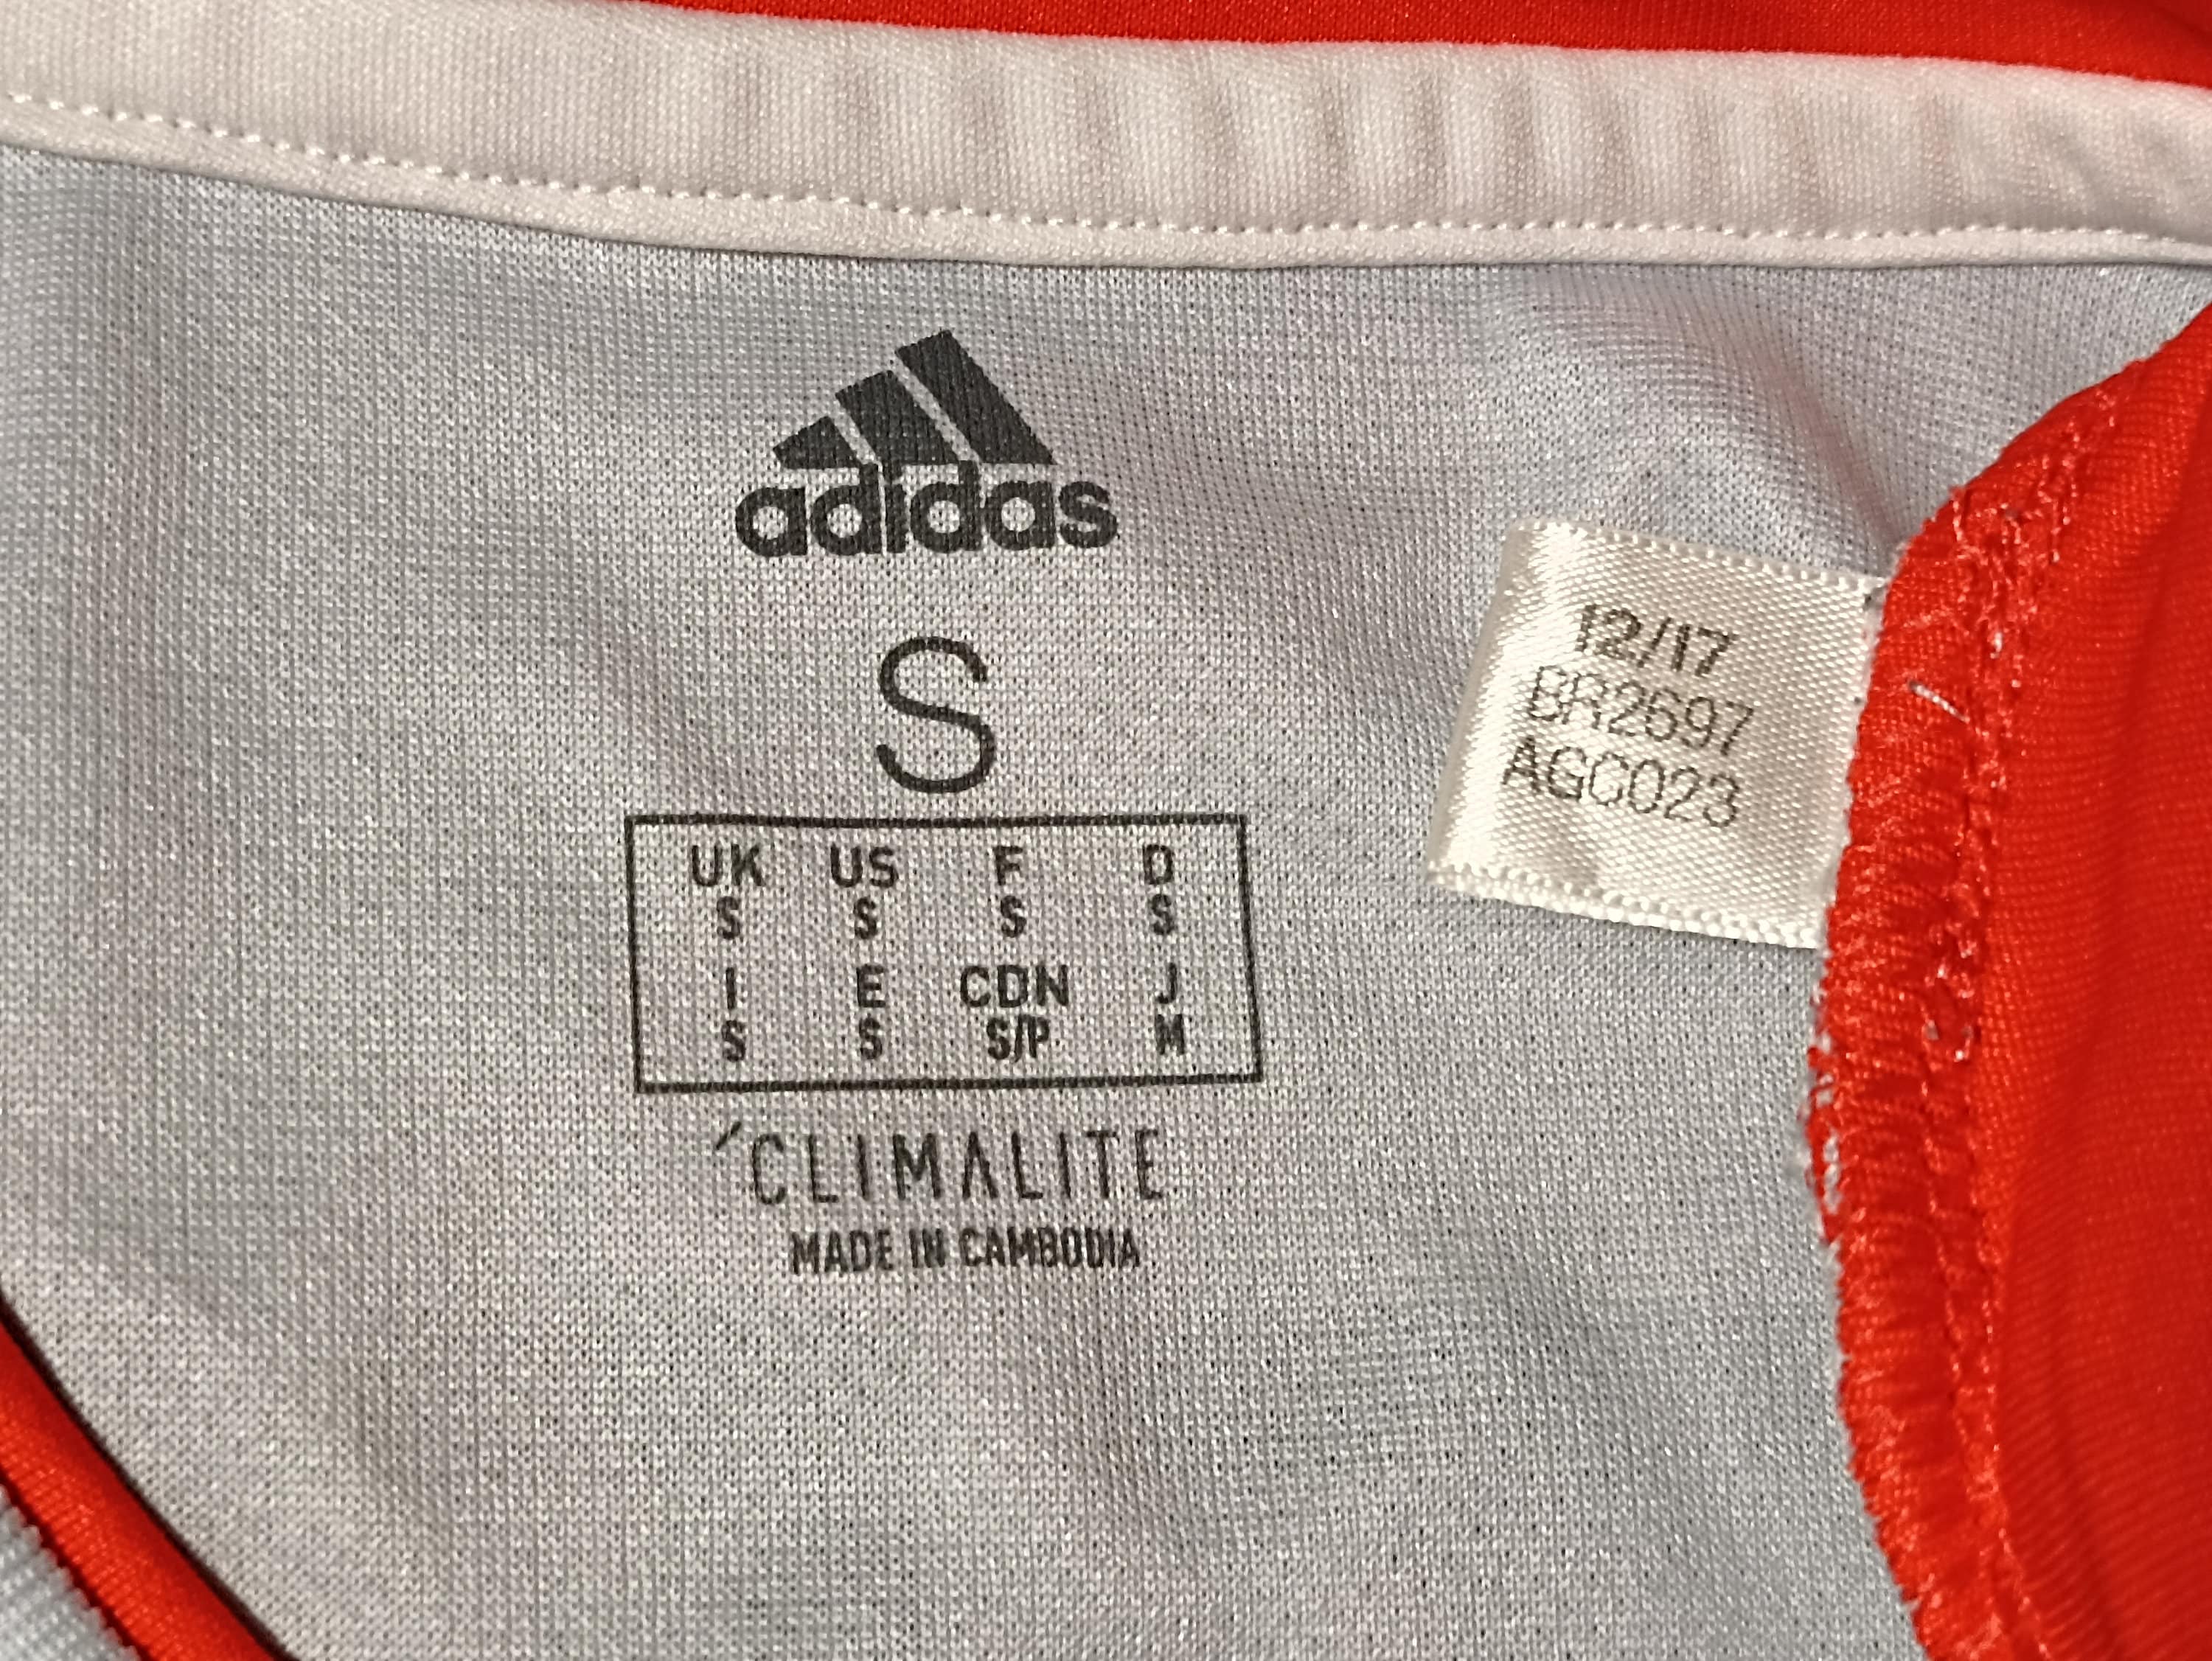 adidas
S
UK US F D
S S S S
I E CDN J
S S S/P M
CLIMALITE
MADE IN CAMBODIA
12/17
BR2697
AGC023